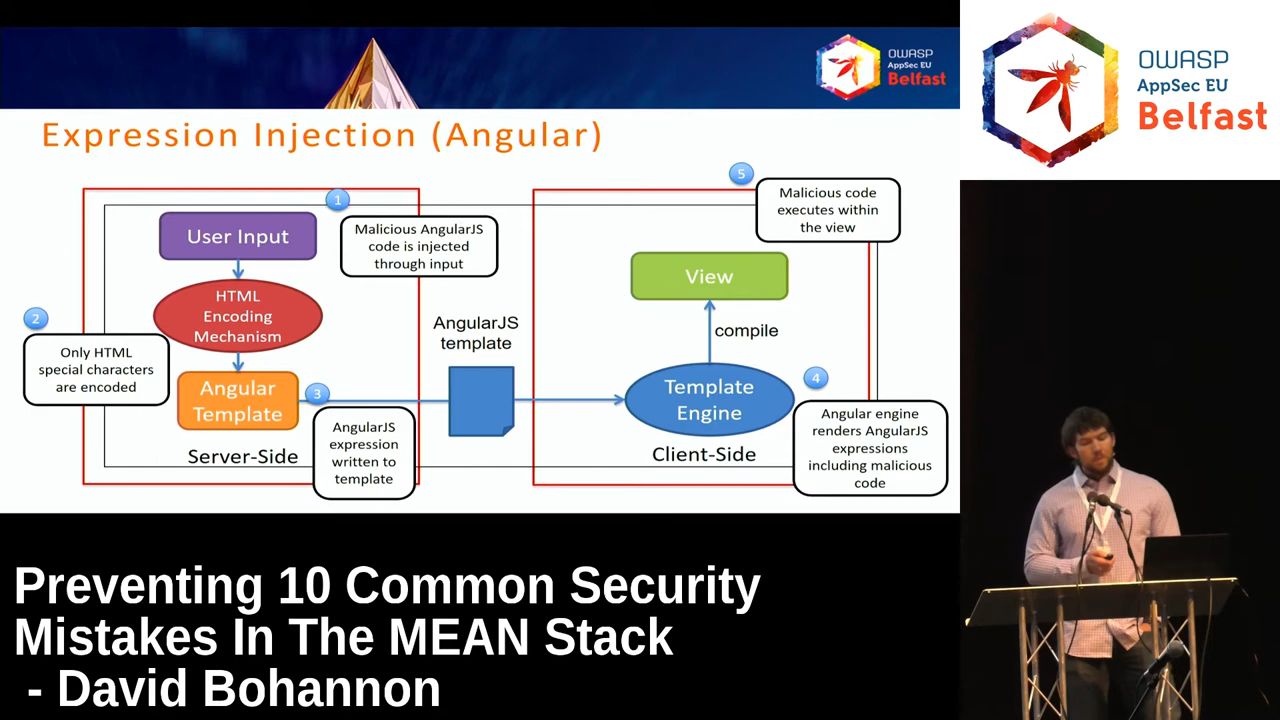 OWASP
AppSec EU
Belfast
OWASP
AppSec EU
Belfast
Expression Injection (Angular)
1
Malicious AngularJS
code is injected
through input
User Input
HTML
Encoding
Mechanism
2
Only HTML
special characters
are encoded
Angular
Template
3
AngularJS
expression
written to
template
Server-Side
AngularJS
template
5
Malicious code
executes within
the view
View
compile
Template
Engine
4
Angular engine
renders AngularJS
expressions
including malicious
code
Client-Side
Preventing 10 Common Security
Mistakes In The MEAN Stack
- David Bohannon